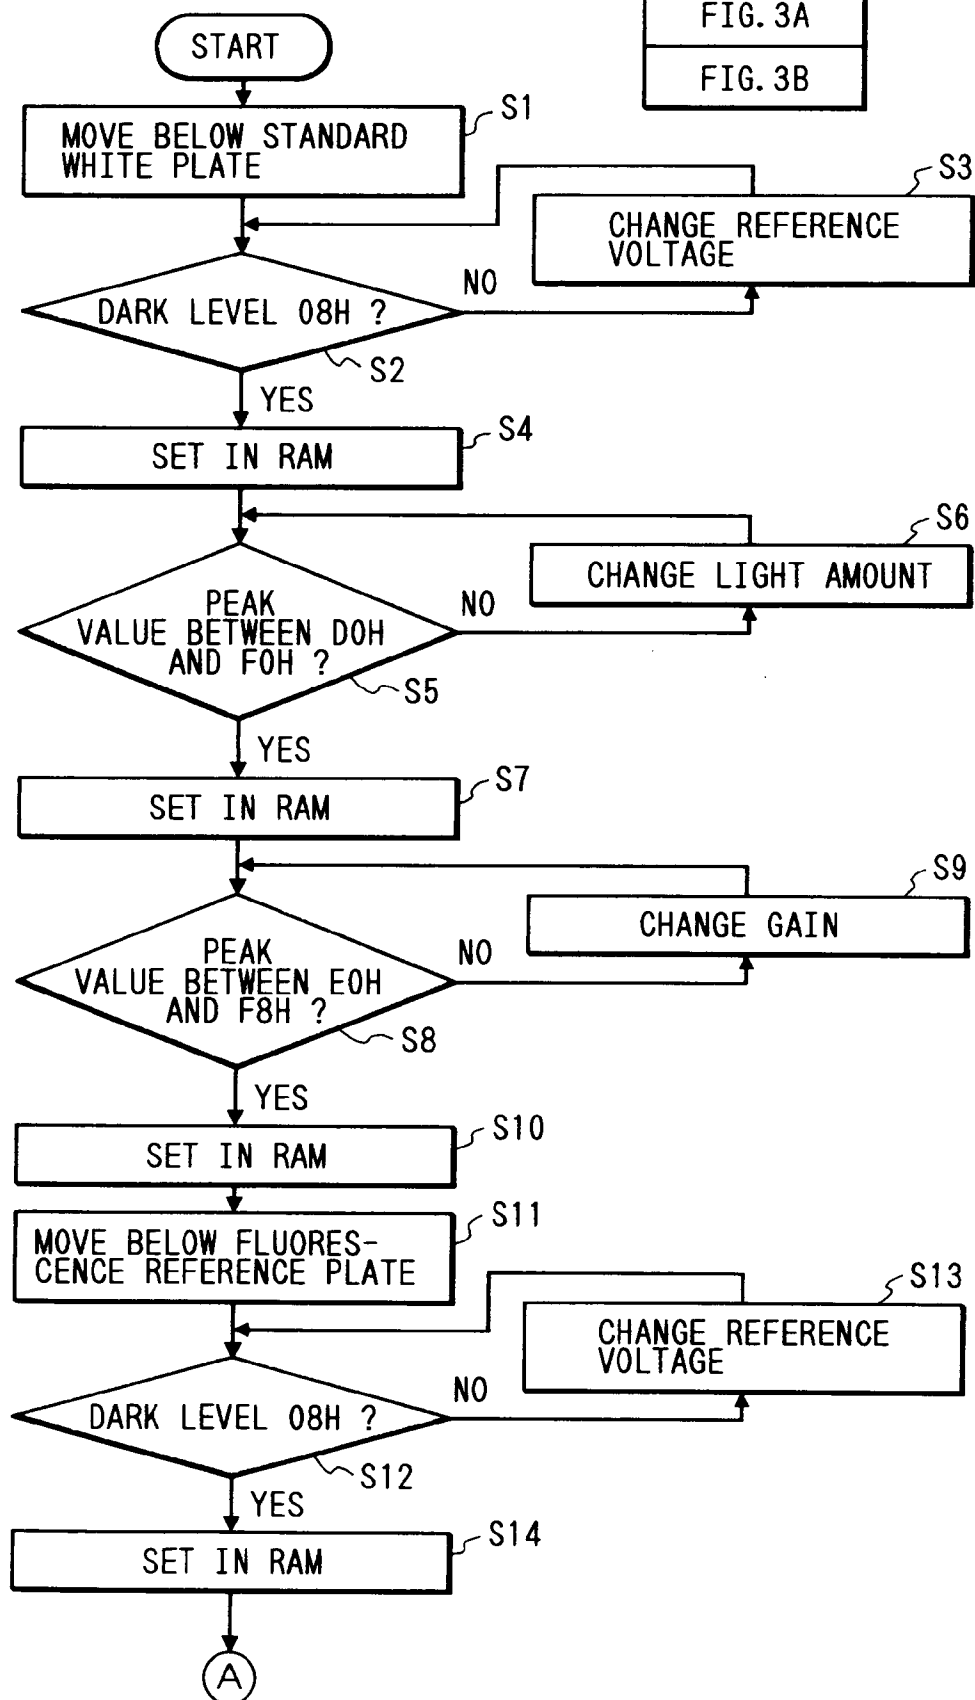 FIG.3A
FIG.3B
START
S1
MOVE BELOW STANDARD
WHITE PLATE
S3
CHANGE REFERENCE
VOLTAGE
NO
DARK LEVEL 08H ?
S2
YES
S4
SET IN RAM
S6
CHANGE LIGHT AMOUNT
PEAK
VALUE BETWEEN D0H
AND F0H ?
NO
S5
YES
S7
SET IN RAM
S9
CHANGE GAIN
PEAK
VALUE BETWEEN E0H
AND F8H ?
NO
S8
YES
S10
SET IN RAM
S11
MOVE BELOW FLUORES-
CENCE REFERENCE PLATE
S13
CHANGE REFERENCE
VOLTAGE
NO
DARK LEVEL 08H ?
S12
YES
S14
SET IN RAM
A